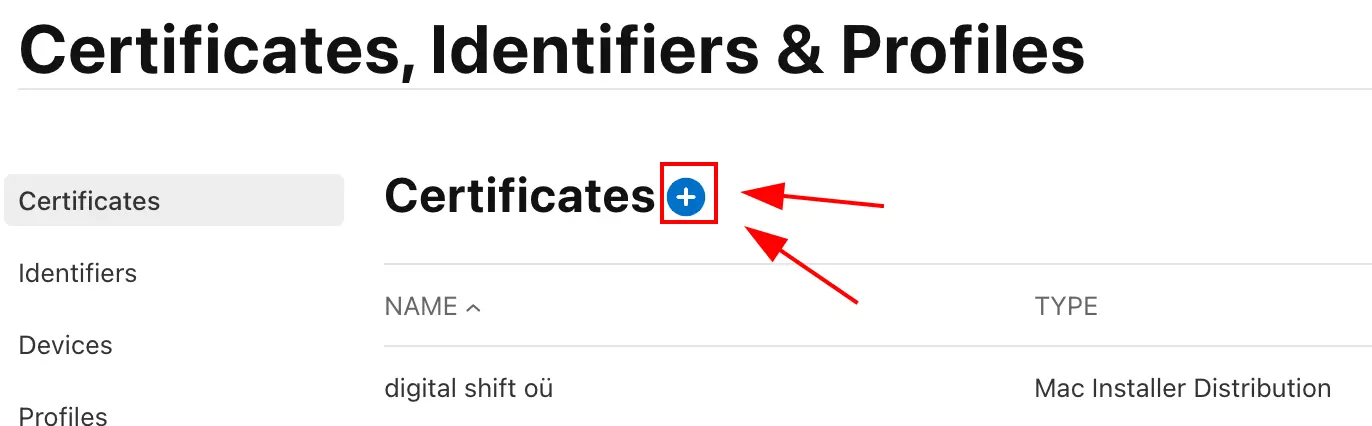 Certificates, Identifiers & Profiles
Certificates
Identifiers
Devices
Profiles
Certificates
NAME TYPE
digital shift oü Mac Installer Distribution